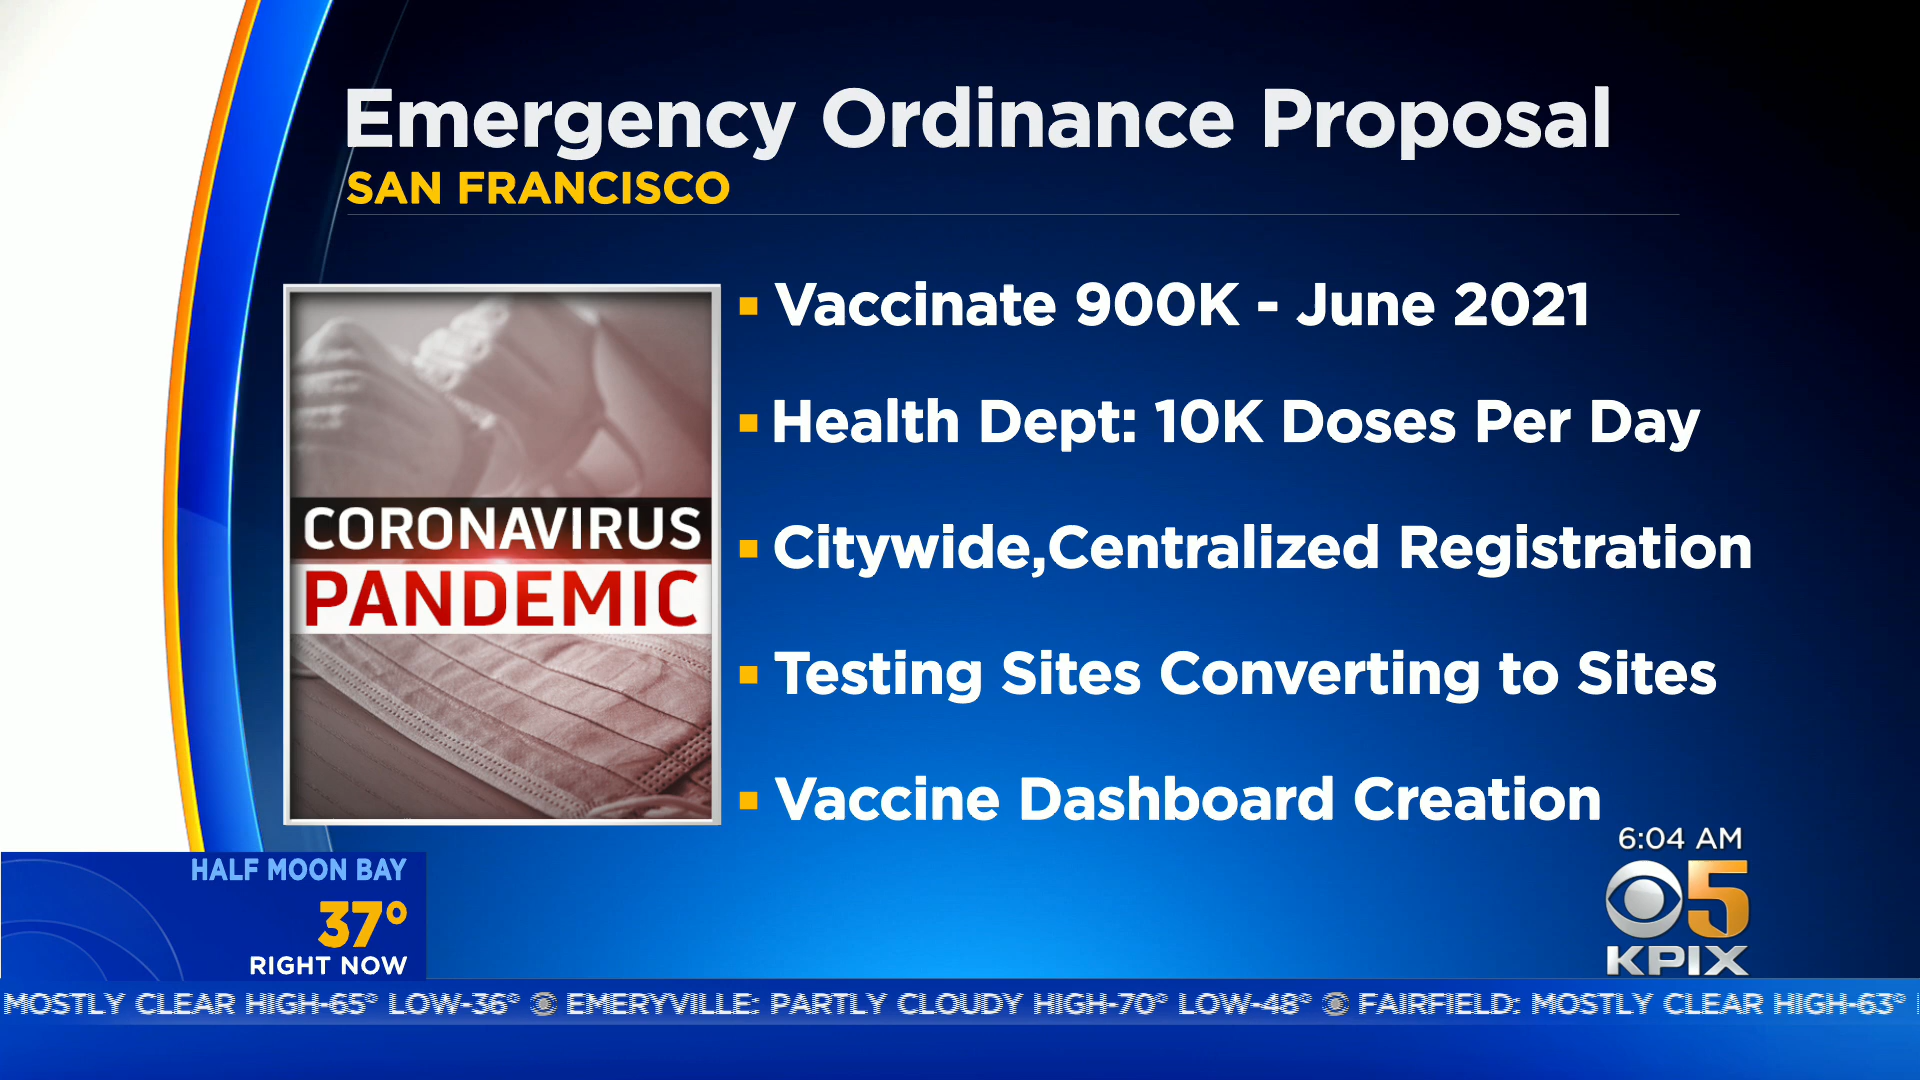 Emergency Ordinance Proposal
SAN FRANCISCO
Vaccinate 900K - June 2021
Health Dept: 10K Doses Per Day
Citywide,Centralized Registration
Testing Sites Converting to Sites
Vaccine Dashboard Creation
CORONAVIRUS
PANDEMIC
6:04 AM
5
KPIX
HALF MOON BAY
37°
RIGHT NOW
MOSTLY CLEAR HIGH-65° LOW-36° EMERYVILLE: PARTLY CLOUDY HIGH-70° LOW-48° FAIRFIELD: MOSTLY CLEAR HIGH-63°